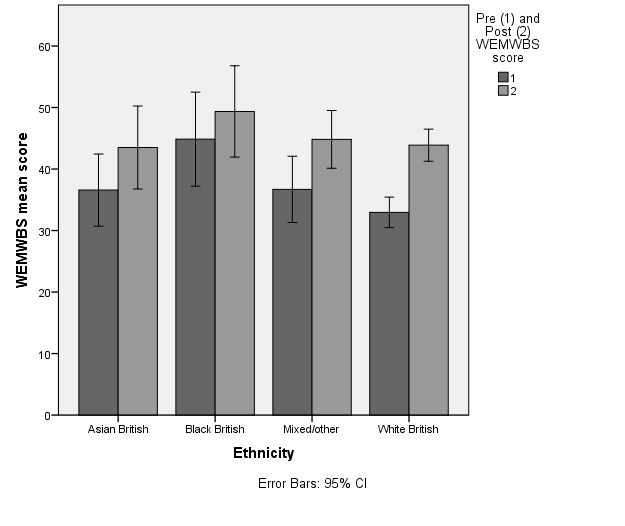 Pre (1) and
Post (2)
WEMWBS
score
1
2
60
50
40
30
20
10
0
WEMWBS mean score
Asian British Black British Mixed/other White British
Ethnicity
Error Bars: 95% CI